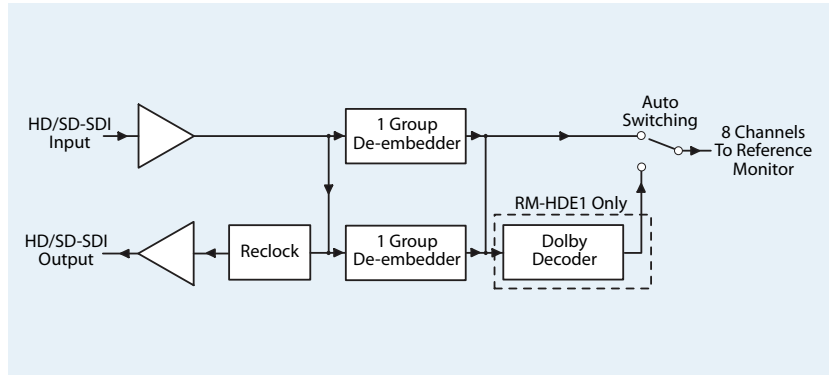 HD/SD-SDI
Input
1 Group
De-embedder
Auto
Switching
8 Channels
To Reference
Monitor
RM-HDE1 Only
HD/SD-SDI
Output
Reclock
1 Group
De-embedder
Dolby
Decoder